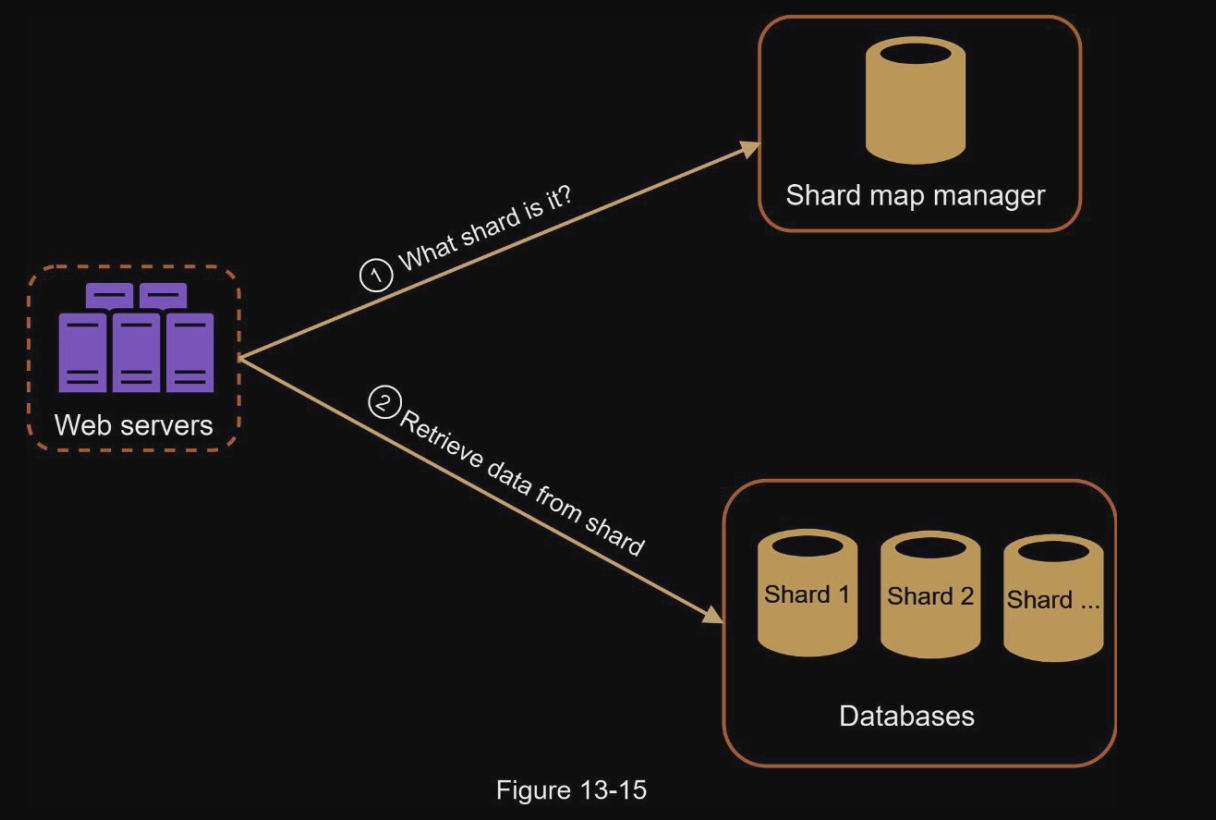 Shard map manager
① What shard is it?
Web servers
② Retrieve data from shard
Shard 1
Shard 2
Shard ...
Databases
Figure 13-15